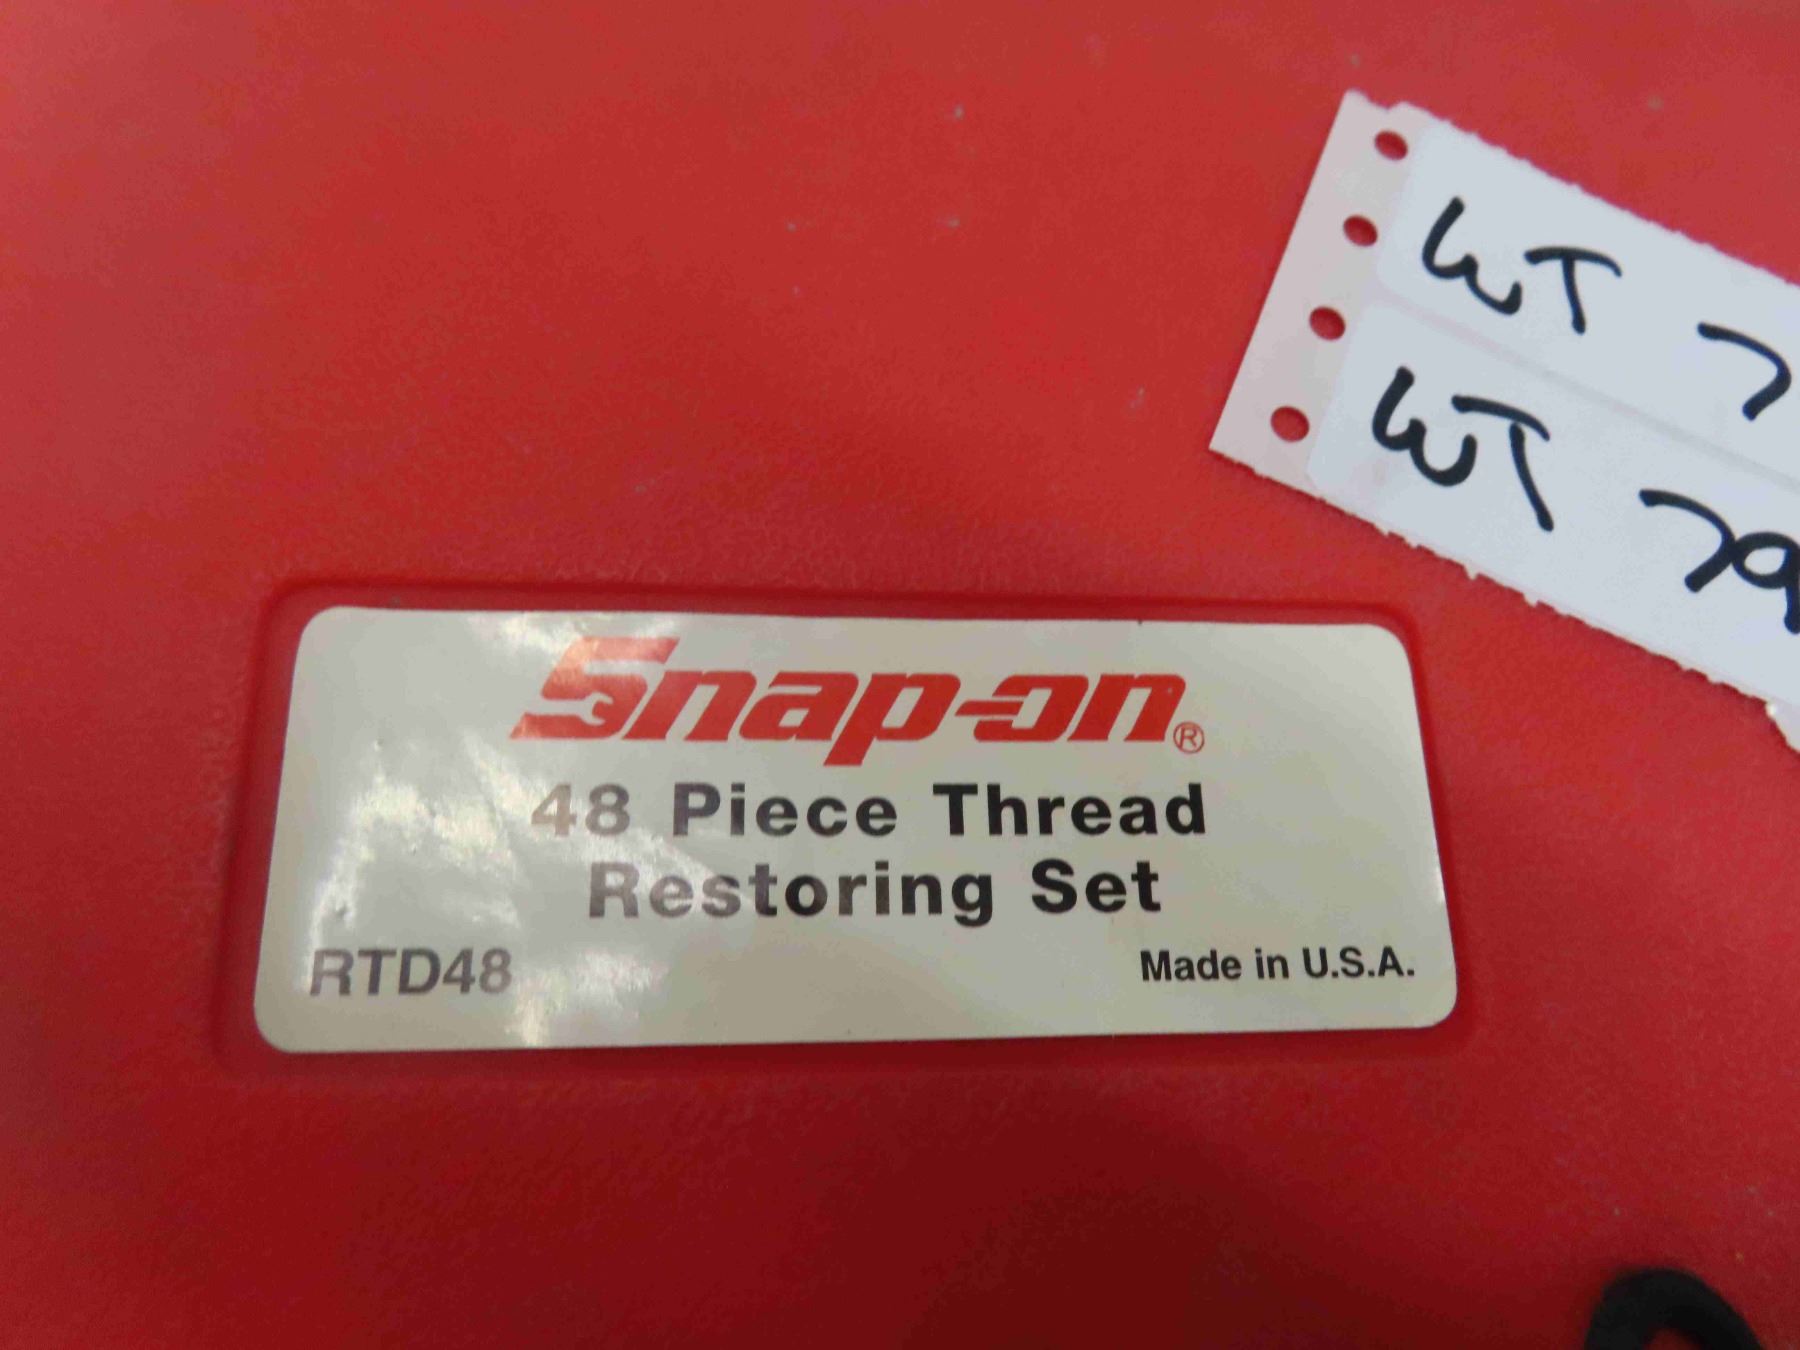 WT 7
WT 79
Snap-on®
48 Piece Thread
Restoring Set
RTD48
Made in U.S.A.